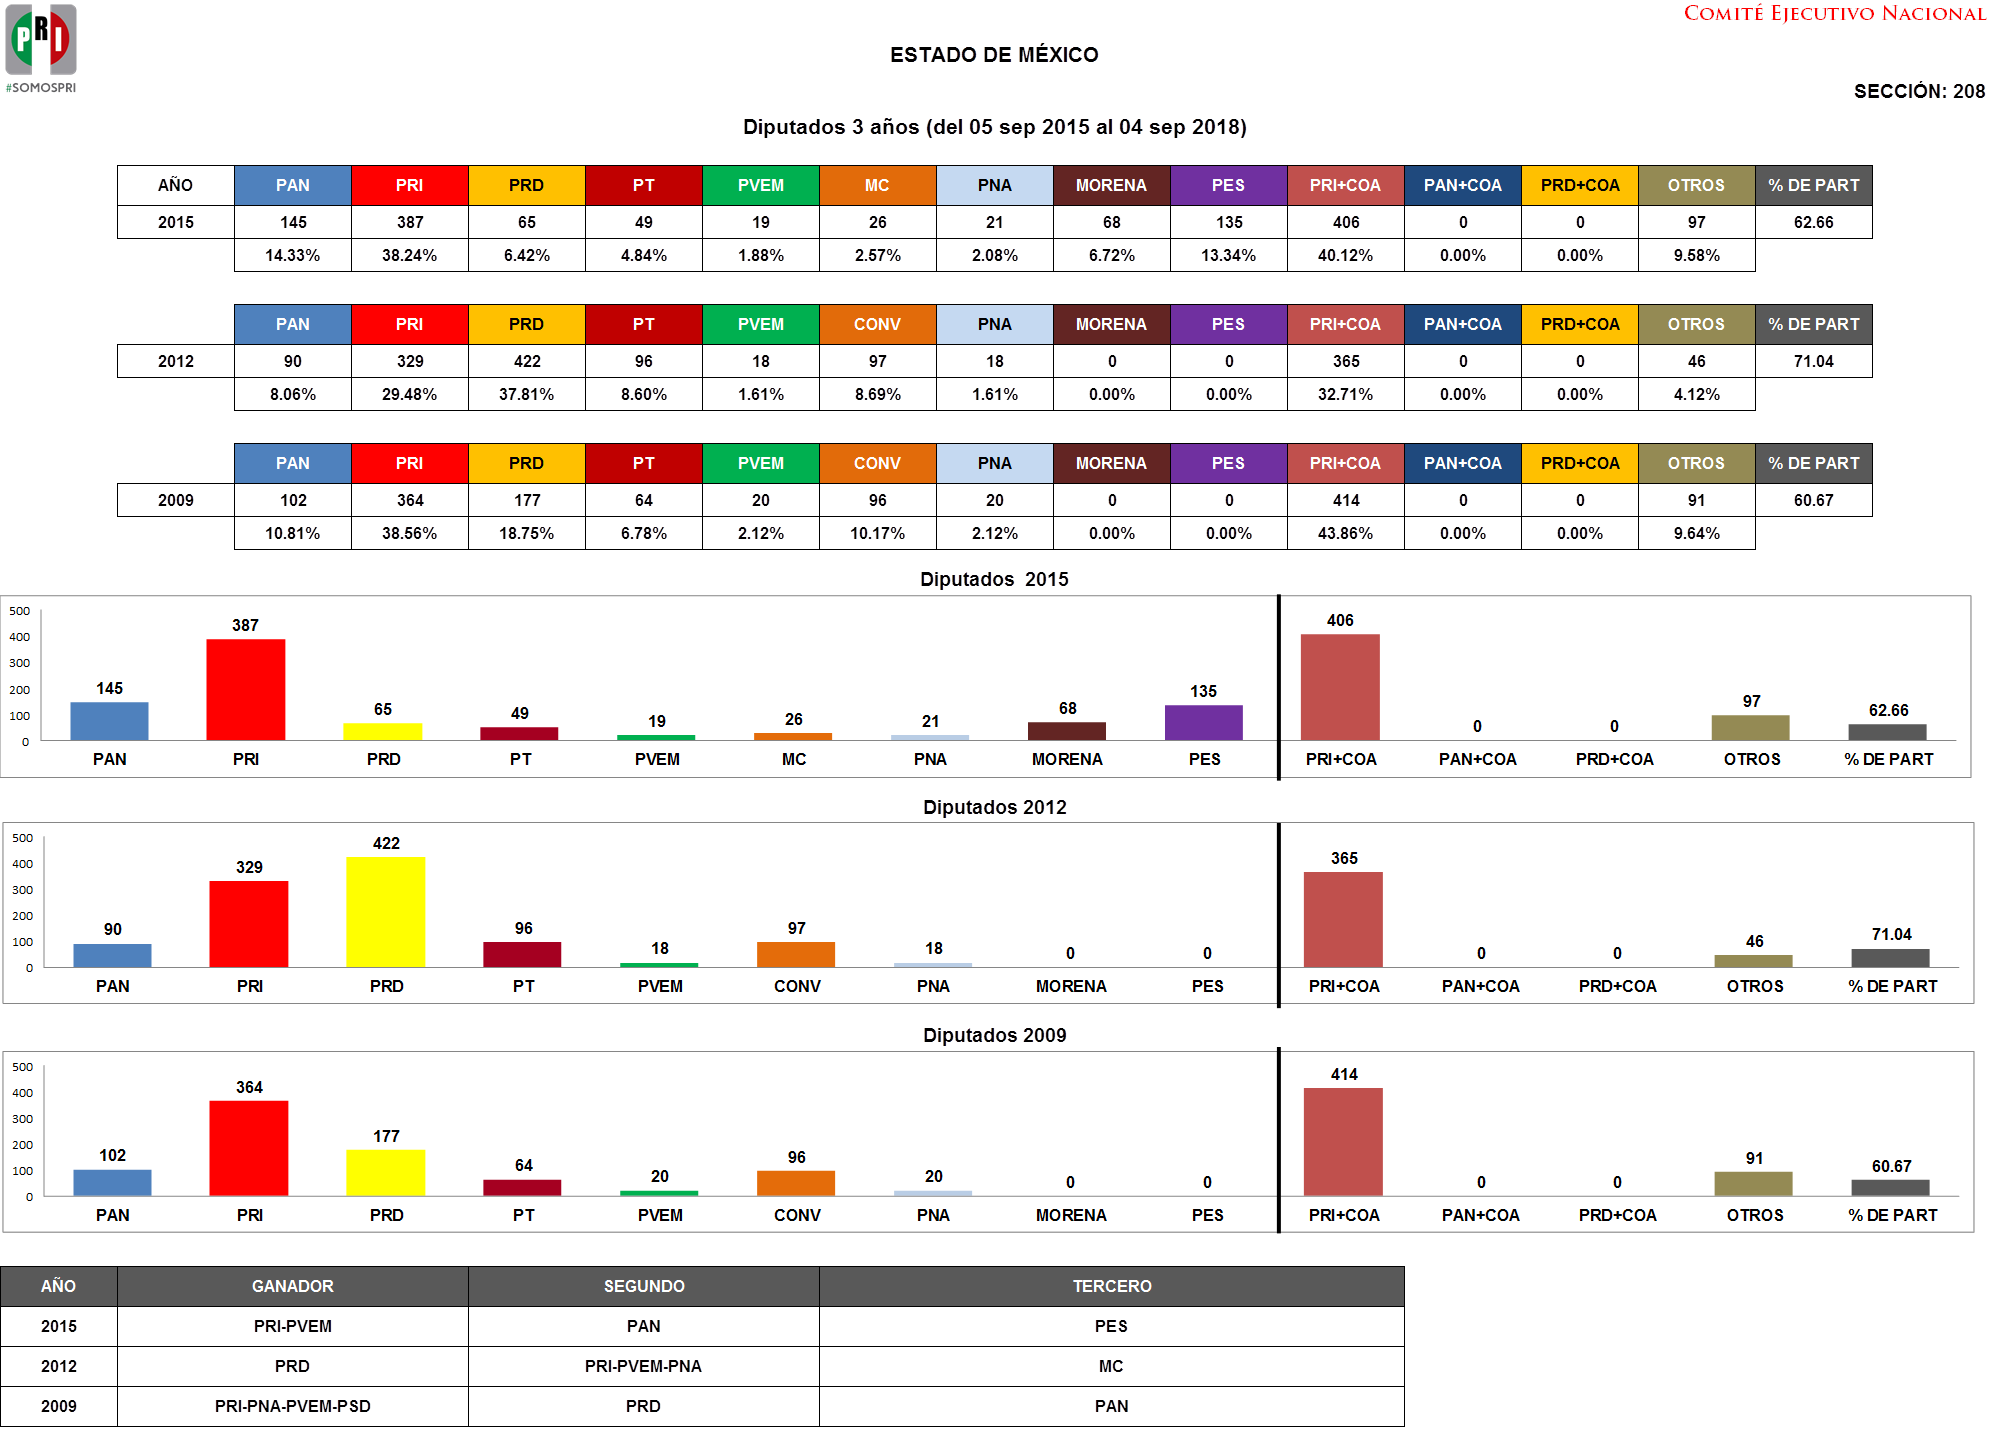 PRI
#SOMOSPRI
COMITÉ EJECUTIVO NACIONAL
ESTADO DE MÉXICO
SECCIÓN: 208
Diputados 3 años (del 05 sep 2015 al 04 sep 2018)
AÑO PAN PRI PRD PT PVEM MC PNA MORENA PES PRI+COA PAN+COA PRD+COA OTROS % DE PART
2015 145 387 65 49 19 26 21 68 135 406 0 0 97 62.66
14.33% 38.24% 6.42% 4.84% 1.88% 2.57% 2.08% 6.72% 13.34% 40.12% 0.00% 0.00% 9.58%
PAN PRI PRD PT PVEM CONV PNA MORENA PES PRI+COA PAN+COA PRD+COA OTROS % DE PART
2012 90 329 422 96 18 97 18 0 0 365 0 0 46 71.04
8.06% 29.48% 37.81% 8.60% 1.61% 8.69% 1.61% 0.00% 0.00% 32.71% 0.00% 0.00% 4.12%
PAN PRI PRD PT PVEM CONV PNA MORENA PES PRI+COA PAN+COA PRD+COA OTROS % DE PART
2009 102 364 177 64 20 96 20 0 0 414 0 0 91 60.67
10.81% 38.56% 18.75% 6.78% 2.12% 10.17% 2.12% 0.00% 0.00% 43.86% 0.00% 0.00% 9.64%
Diputados 2015
500
400
300
200
100
0
145 387 65 49 19 26 21 68 135 406 0 0 97 62.66
PAN PRI PRD PT PVEM MC PNA MORENA PES PRI+COA PAN+COA PRD+COA OTROS % DE PART
Diputados 2012
500
400
300
200
100
0
90 329 422 96 18 97 18 0 0 365 0 0 46 71.04
PAN PRI PRD PT PVEM CONV PNA MORENA PES PRI+COA PAN+COA PRD+COA OTROS % DE PART
Diputados 2009
500
400
300
200
100
0
102 364 177 64 20 96 20 0 0 414 0 0 91 60.67
PAN PRI PRD PT PVEM CONV PNA MORENA PES PRI+COA PAN+COA PRD+COA OTROS % DE PART
AÑO GANADOR SEGUNDO TERCERO
2015 PRI-PVEM PAN PES
2012 PRD PRI-PVEM-PNA MC
2009 PRI-PNA-PVEM-PSD PRD PAN